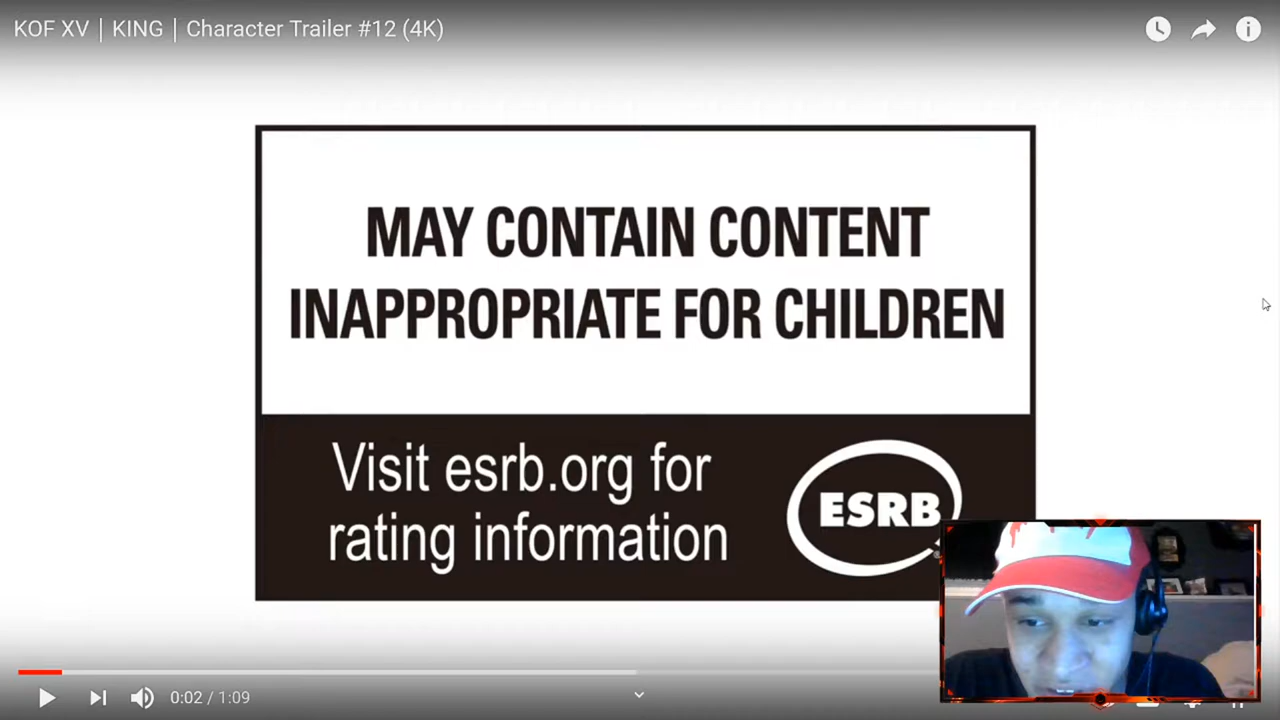 KOF XV | KING | Character Trailer #12 (4K)
MAY CONTAIN CONTENT
INAPPROPRIATE FOR CHILDREN
Visit esrb.org for
rating information
ESRB
0:02 / 1:09